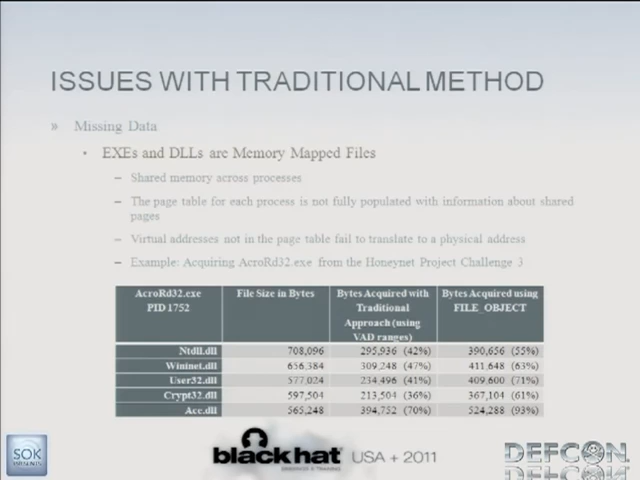 ISSUES WITH TRADITIONAL METHOD
» Missing Data
• EXEs and DLLs are Memory Mapped Files
– Shared memory across processes
– The page table for each process is not fully populated with information about shared
pages
– Virtual addresses not in the page table fail to translate to a physical address
– Example: Acquiring AcroRd32.exe from the Honeynet Project Challenge 3
AcroRd32.exe PID 1752 File Size in Bytes Bytes Acquired with Traditional Approach (using VAD ranges) Bytes Acquired using FILE_OBJECT
Ntdll.dll 708,096 295,936 (42%) 390,656 (55%)
Wininet.dll 656,384 309,248 (47%) 411,648 (63%)
User32.dll 577,024 234,496 (41%) 409,600 (71%)
Crypt32.dll 597,504 213,504 (36%) 367,104 (61%)
Ace.dll 565,248 394,752 (70%) 524,288 (93%)
SOK
PRESENTS
black hat USA + 2011
DEFCON